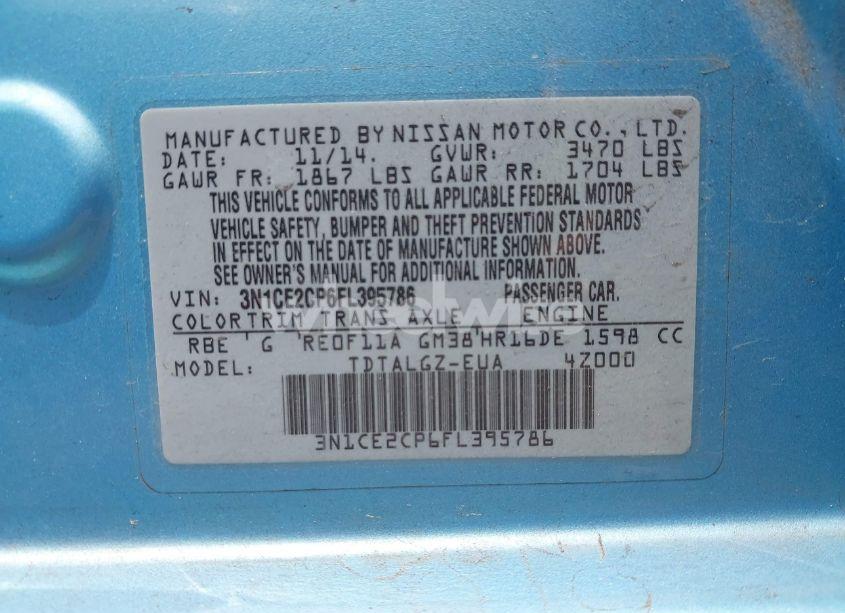 MANUFACTURED BY NISSAN MOTOR CO., LTD.
DATE: 11/14. GVWR: 3470 LBS
GAWR FR: 1867 LBS GAWR RR: 1704 LBS
THIS VEHICLE CONFORMS TO ALL APPLICABLE FEDERAL MOTOR
VEHICLE SAFETY, BUMPER AND THEFT PREVENTION STANDARDS
IN EFFECT ON THE DATE OF MANUFACTURE SHOWN ABOVE.
SEE OWNER'S MANUAL FOR ADDITIONAL INFORMATION.
VIN: 3N1CE2CP6FL395786 PASSENGER CAR.
COLOR TRIM TRANS AXLE ENGINE
RBE G RE0F11A GM38 HR16DE 1598 CC
MODEL: TDTALGZ-EUA 4Z000
3N1CE2CP6FL395786